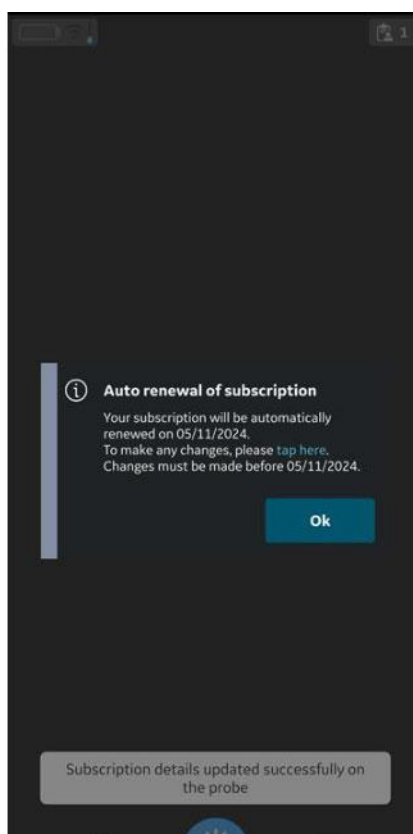 1
Auto renewal of subscription
Your subscription will be automatically
renewed on 05/11/2024.
To make any changes, please tap here.
Changes must be made before 05/11/2024.
Ok
Subscription details updated successfully on
the probe